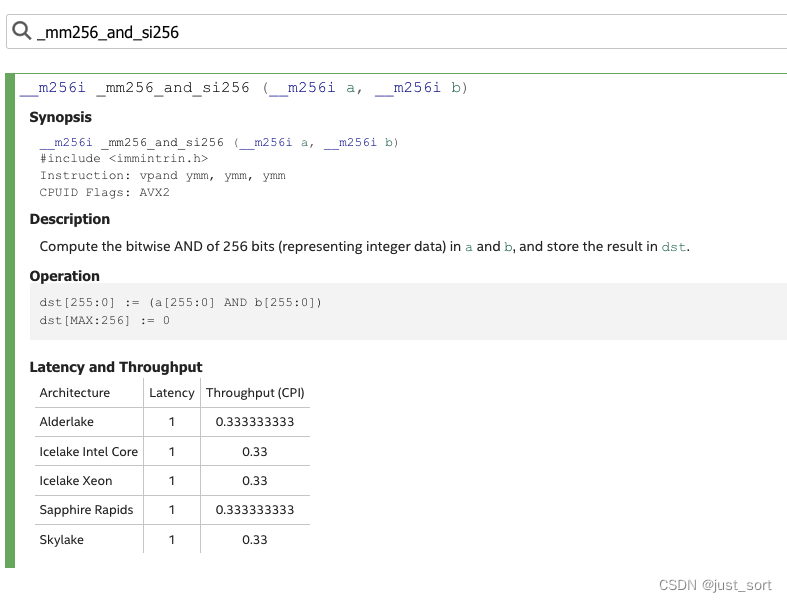 _mm256_and_si256
__m256i _mm256_and_si256 (__m256i a, __m256i b)
Synopsis
__m256i _mm256_and_si256 (__m256i a, __m256i b)
#include <immintrin.h>
Instruction: vpand ymm, ymm, ymm
CPUID Flags: AVX2
Description
Compute the bitwise AND of 256 bits (representing integer data) in a and b, and store the result in dst.
Operation
dst[255:0] := (a[255:0] AND b[255:0])
dst[MAX:256] := 0
Latency and Throughput
Architecture Latency Throughput (CPI)
Alderlake 1 0.333333333
Icelake Intel Core 1 0.33
Icelake Xeon 1 0.33
Sapphire Rapids 1 0.333333333
Skylake 1 0.33
CSDN @just_sort